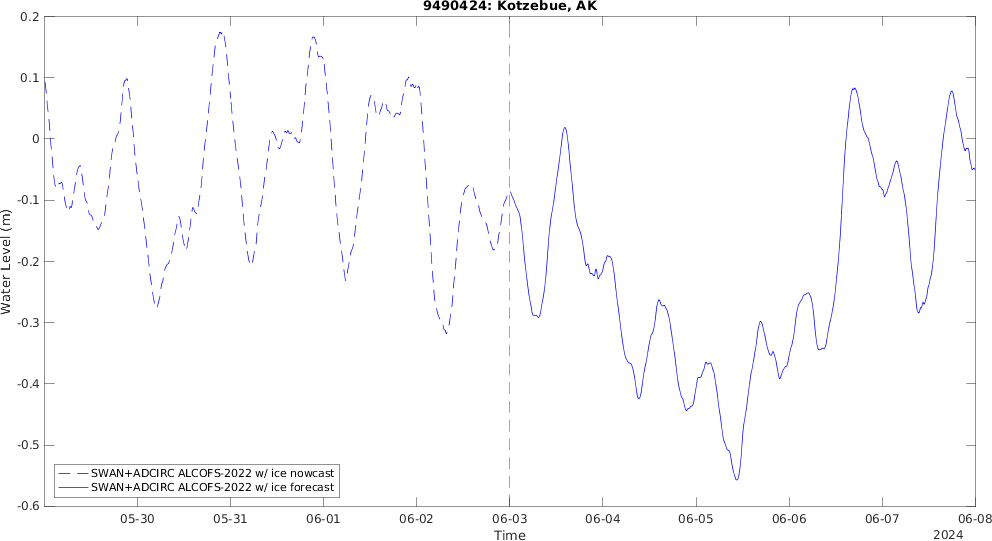 9490424: Kotzebue, AK
0.2
0.1
0
-0.1
-0.2
-0.3
-0.4
-0.5
-0.6
Water Level (m)
SWAN+ADCIRC ALCOFS-2022 w/ ice nowcast
SWAN+ADCIRC ALCOFS-2022 w/ ice forecast
05-30 05-31 06-01 06-02 06-03 06-04 06-05 06-06 06-07 06-08
Time
2024